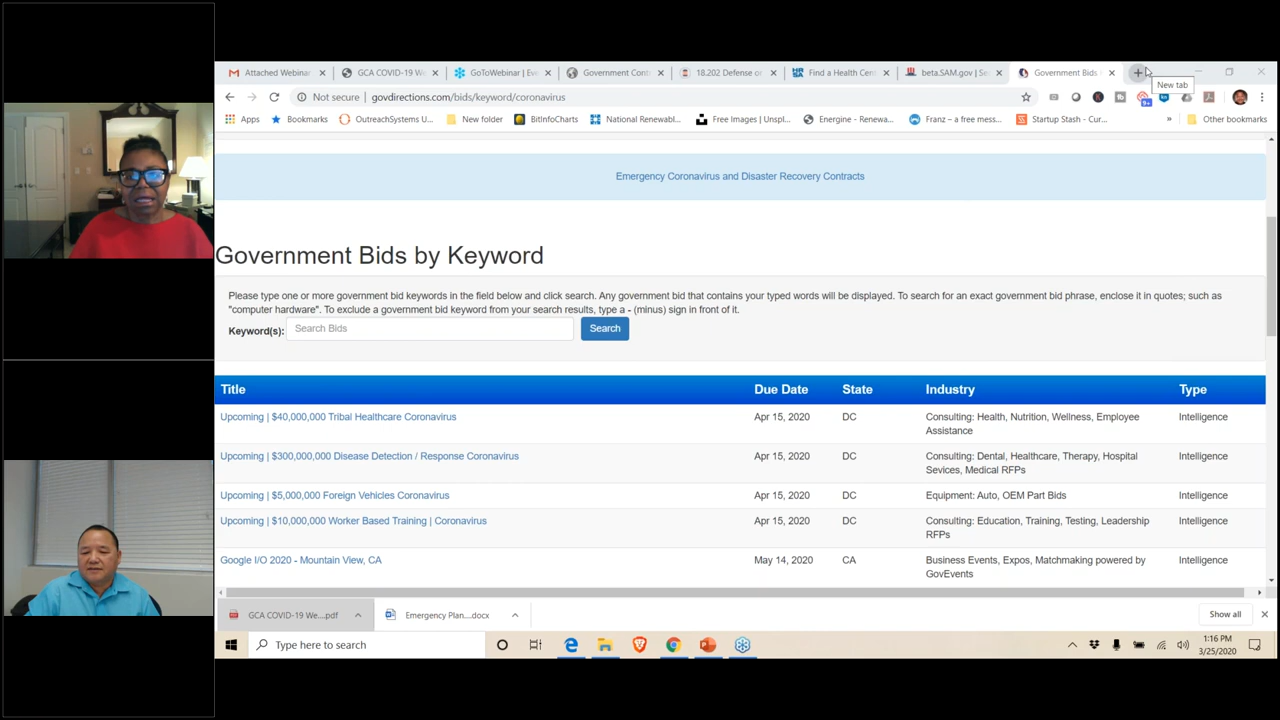 Attached Webinar
GCA COVID-19 W
GoToWebinar | Eve
Government Cont
18.202 Defense or
Find a Health Cen
beta.SAM.gov | Se
Government Bids
New tab
Not secure | govdirections.com/bids/keyword/coronavirus
Apps
Bookmarks
OutreachSystems U...
New folder
BitInfoCharts
National Renewabl...
Free Images | Unspl...
Energine - Renewa...
Franz – a free mess...
Startup Stash - Cur...
»
Other bookmarks
Emergency Coronavirus and Disaster Recovery Contracts
Government Bids by Keyword
Please type one or more government bid keywords in the field below and click search. Any government bid that contains your typed words will be displayed. To search for an exact government bid phrase, enclose it in quotes; such as
"computer hardware". To exclude a government bid keyword from your search results, type a - (minus) sign in front of it.
Keyword(s): Search Bids Search
Title Due Date State Industry Type
Upcoming | $40,000,000 Tribal Healthcare Coronavirus Apr 15, 2020 DC Consulting: Health, Nutrition, Wellness, Employee Intelligence
Assistance
Upcoming | $300,000,000 Disease Detection / Response Coronavirus Apr 15, 2020 DC Consulting: Dental, Healthcare, Therapy, Hospital Intelligence
Sevices, Medical RFPs
Upcoming | $5,000,000 Foreign Vehicles Coronavirus Apr 15, 2020 DC Equipment: Auto, OEM Part Bids Intelligence
Upcoming | $10,000,000 Worker Based Training | Coronavirus Apr 15, 2020 DC Consulting: Education, Training, Testing, Leadership Intelligence
RFPs
Google I/O 2020 - Mountain View, CA May 14, 2020 CA Business Events, Expos, Matchmaking powered by Intelligence
GovEvents
GCA COVID-19 We....pdf
Emergency Plan....docx
Show all
Type here to search
1:16 PM
3/25/2020